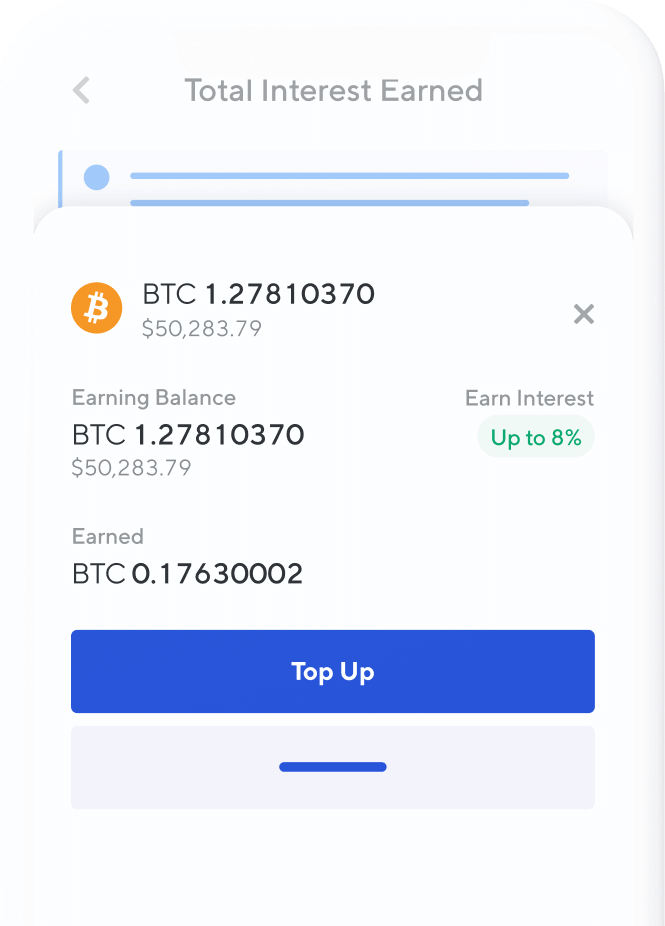 Total Interest Earned
BTC 1.27810370
$50,283.79
Earning Balance
Earn Interest
BTC 1.27810370
Up to 8%
$50,283.79
Earned
BTC 0.17630002
Top Up